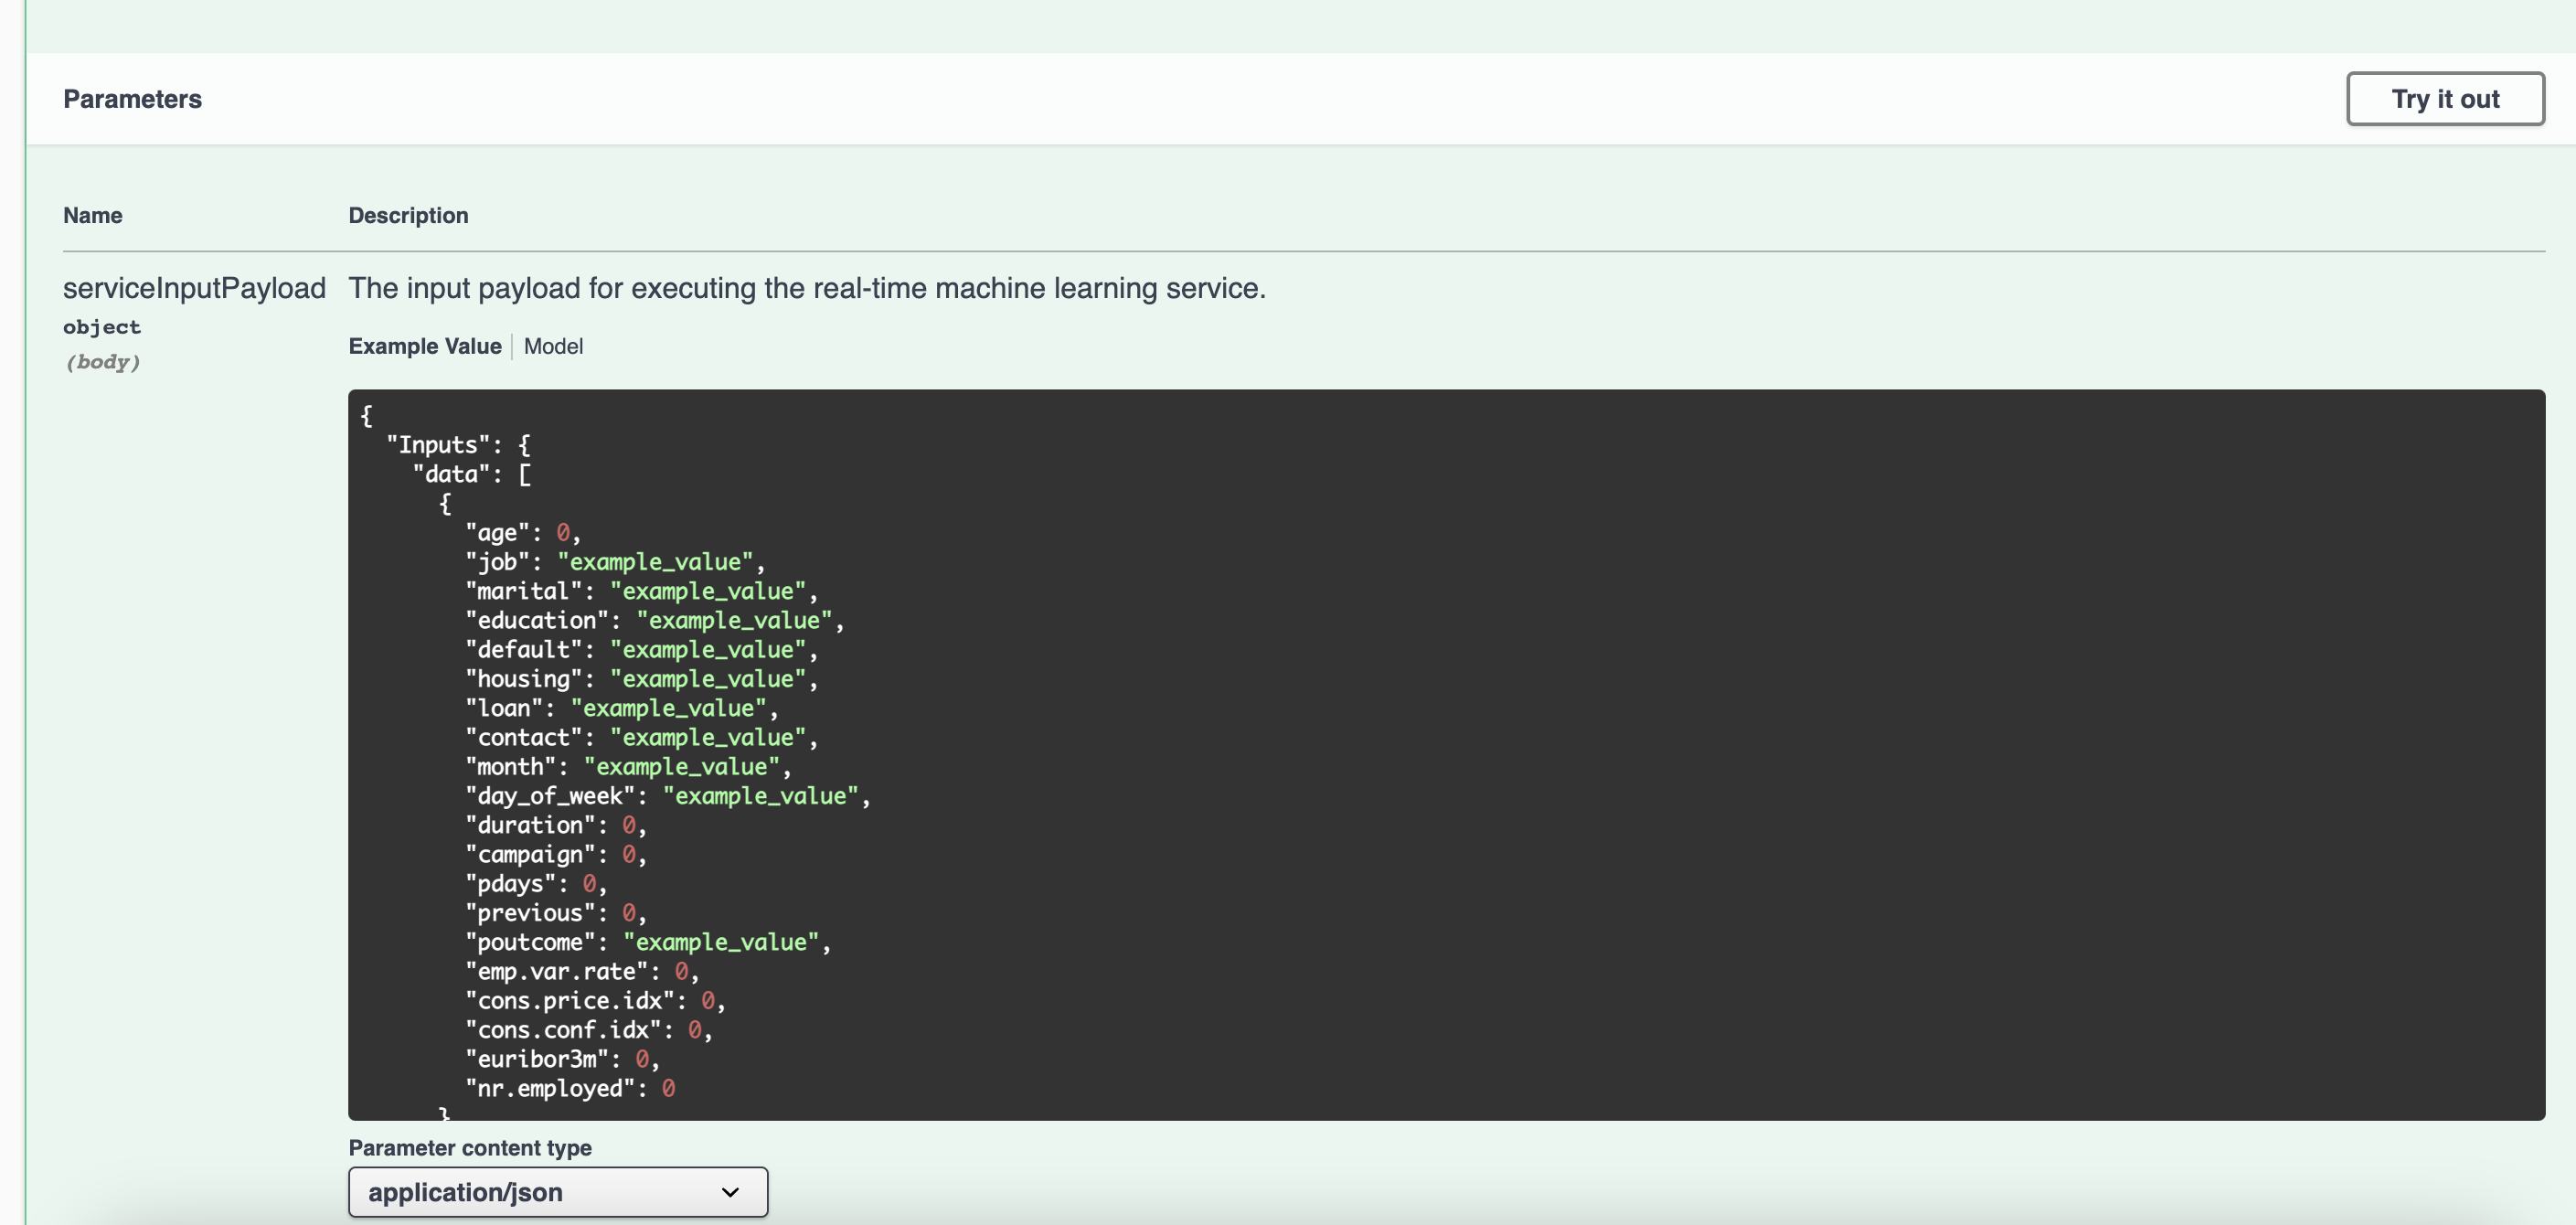 Parameters
Try it out
Name Description
serviceInputPayload The input payload for executing the real-time machine learning service.
object
(body)
Example Value Model
{
"Inputs": {
"data": [
{
"age": 0,
"job": "example_value",
"marital": "example_value",
"education": "example_value",
"default": "example_value",
"housing": "example_value",
"loan": "example_value",
"contact": "example_value",
"month": "example_value",
"day_of_week": "example_value",
"duration": 0,
"campaign": 0,
"pdays": 0,
"previous": 0,
"poutcome": "example_value",
"emp.var.rate": 0,
"cons.price.idx": 0,
"cons.conf.idx": 0,
"euribor3m": 0,
"nr.employed": 0
}
Parameter content type
application/json